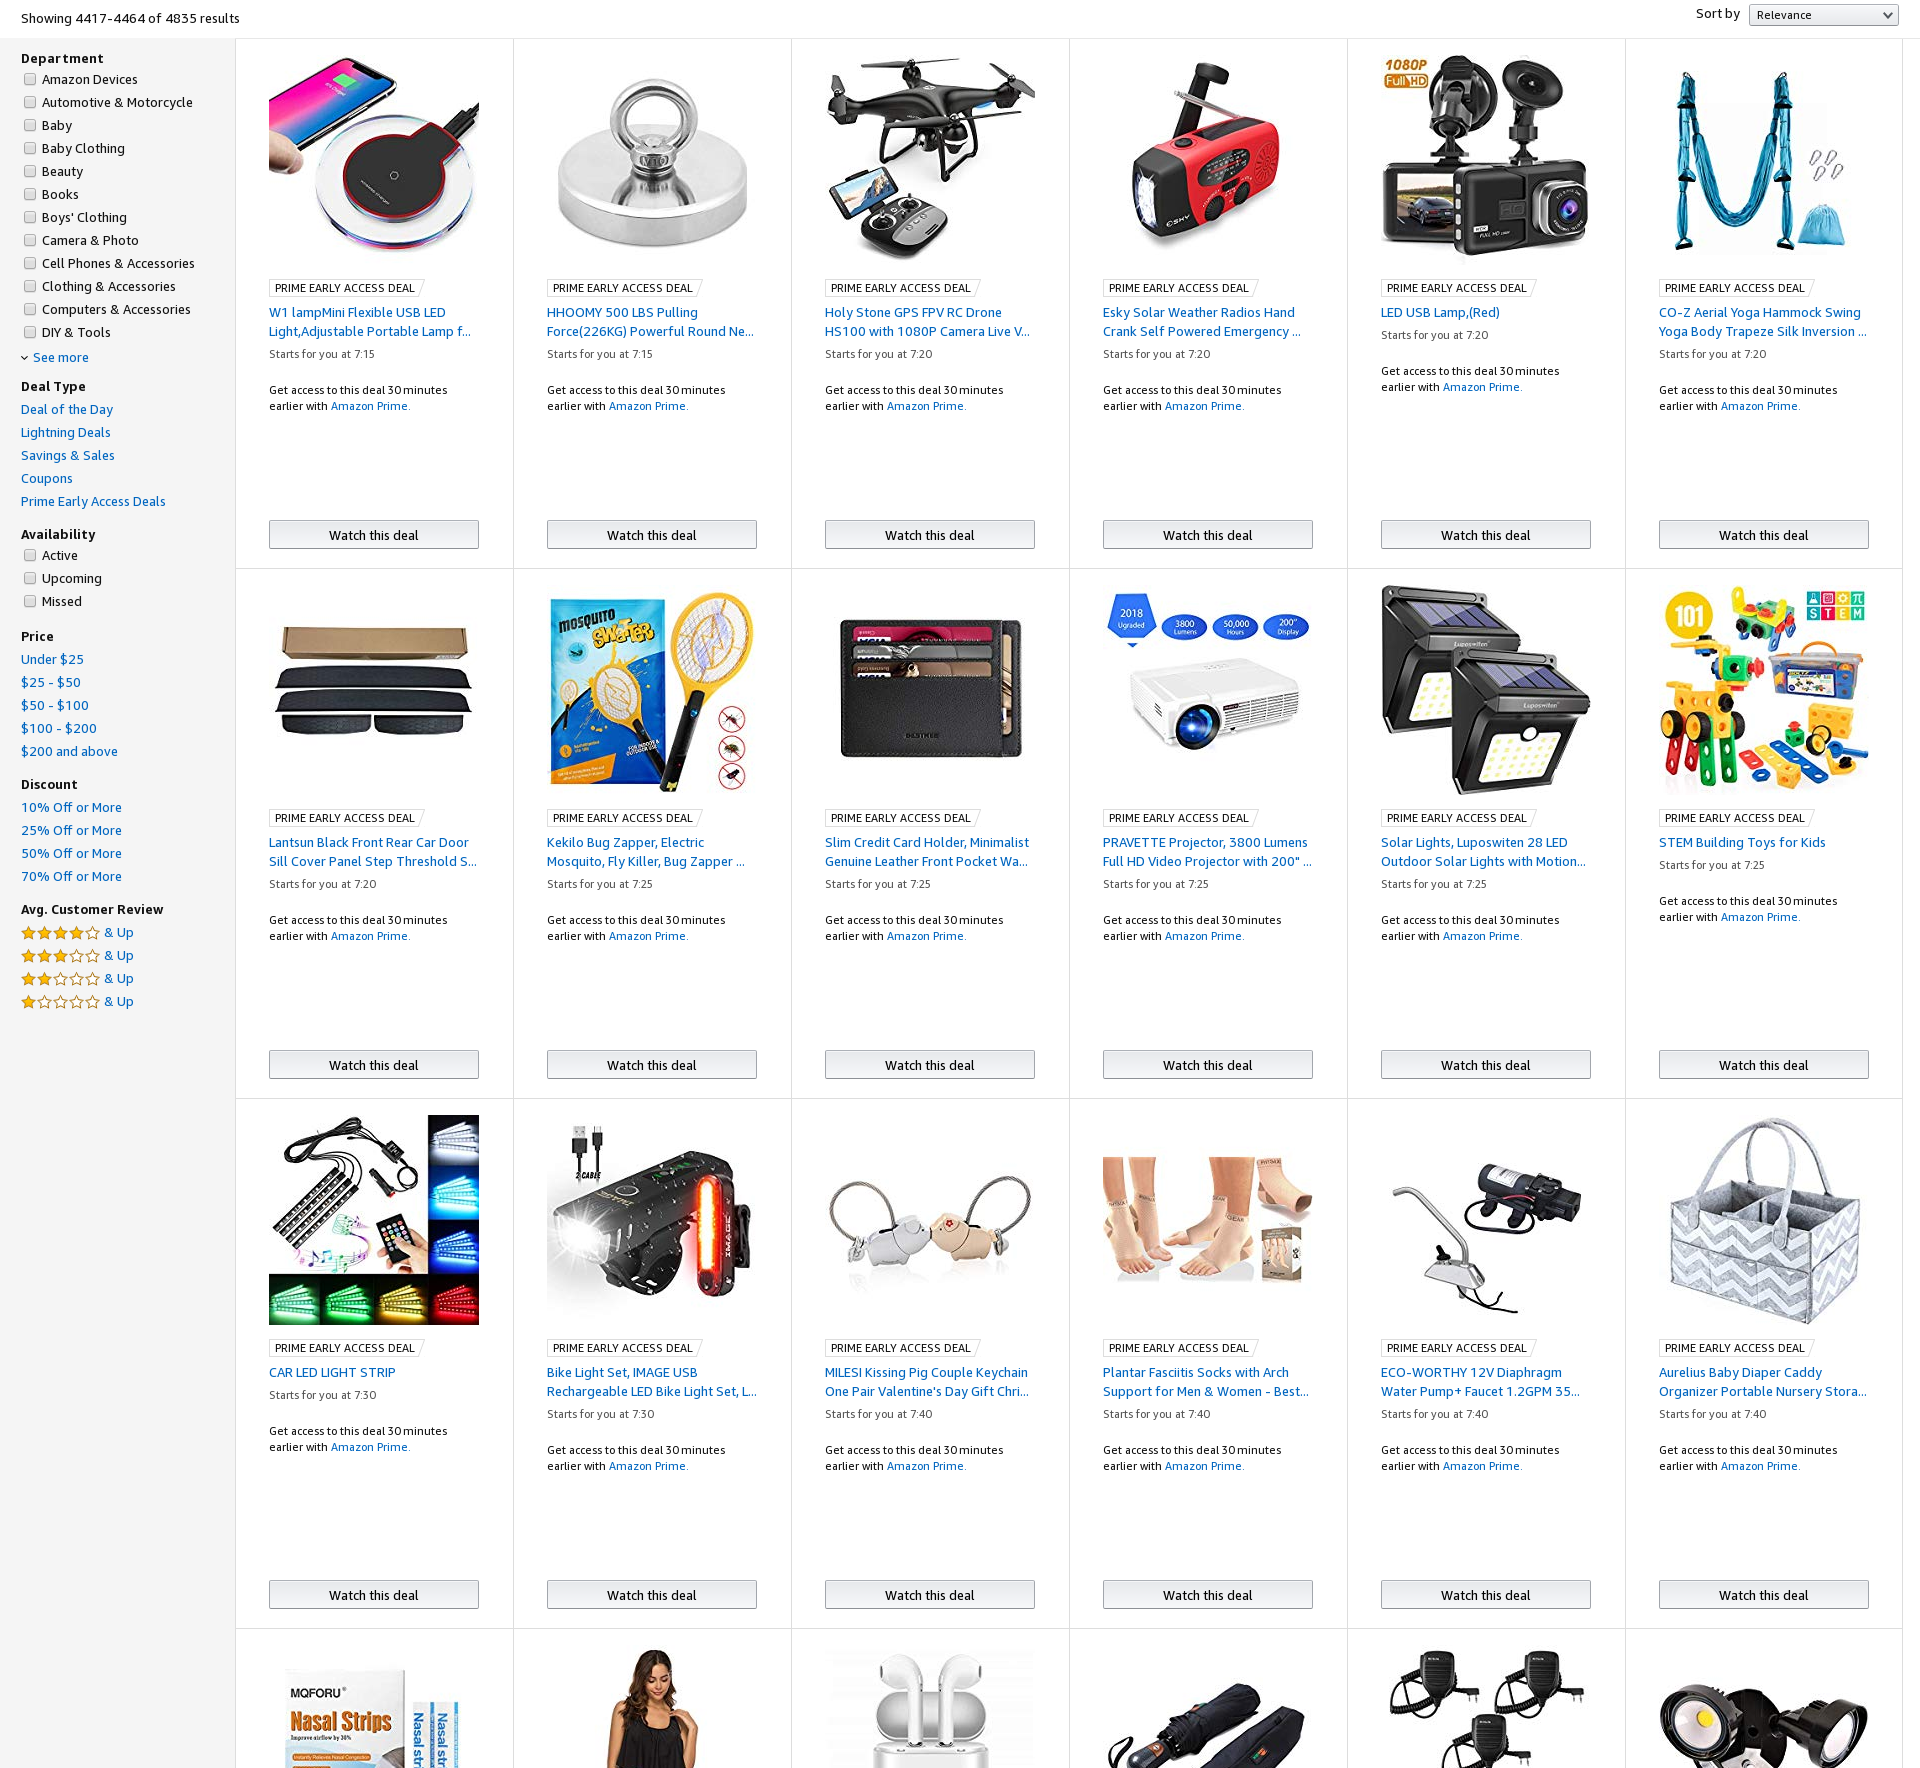 Showing 4417-4464 of 4835 results
Sort by
Relevance
Department
Amazon Devices
Automotive & Motorcycle
Baby
Baby Clothing
Beauty
Books
Boys' Clothing
Camera & Photo
Cell Phones & Accessories
Clothing & Accessories
Computers & Accessories
DIY & Tools
See more
Deal Type
Deal of the Day
Lightning Deals
Savings & Sales
Coupons
Prime Early Access Deals
Availability
Active
Upcoming
Missed
Price
Under $25
$25 - $50
$50 - $100
$100 - $200
$200 and above
Discount
10% Off or More
25% Off or More
50% Off or More
70% Off or More
Avg. Customer Review
& Up
& Up
& Up
& Up
PRIME EARLY ACCESS DEAL
W1 lampMini Flexible USB LED
Light,Adjustable Portable Lamp f...
Starts for you at 7:15
Get access to this deal 30 minutes
earlier with Amazon Prime.
Watch this deal
PRIME EARLY ACCESS DEAL
HHOOMY 500 LBS Pulling
Force(226KG) Powerful Round Ne...
Starts for you at 7:15
Get access to this deal 30 minutes
earlier with Amazon Prime.
Watch this deal
PRIME EARLY ACCESS DEAL
Holy Stone GPS FPV RC Drone
HS100 with 1080P Camera Live V...
Starts for you at 7:20
Get access to this deal 30 minutes
earlier with Amazon Prime.
Watch this deal
ESKY
PRIME EARLY ACCESS DEAL
Esky Solar Weather Radios Hand
Crank Self Powered Emergency ...
Starts for you at 7:20
Get access to this deal 30 minutes
earlier with Amazon Prime.
Watch this deal
1080P
Full HD
PRIME EARLY ACCESS DEAL
LED USB Lamp,(Red)
Starts for you at 7:20
Get access to this deal 30 minutes
earlier with Amazon Prime.
Watch this deal
PRIME EARLY ACCESS DEAL
CO-Z Aerial Yoga Hammock Swing
Yoga Body Trapeze Silk Inversion ...
Starts for you at 7:20
Get access to this deal 30 minutes
earlier with Amazon Prime.
Watch this deal
PRIME EARLY ACCESS DEAL
Lantsun Black Front Rear Car Door
Sill Cover Panel Step Threshold S...
Starts for you at 7:20
Get access to this deal 30 minutes
earlier with Amazon Prime.
Watch this deal
MOSQUITO
SWATTER
PRIME EARLY ACCESS DEAL
Kekilo Bug Zapper, Electric
Mosquito, Fly Killer, Bug Zapper ...
Starts for you at 7:25
Get access to this deal 30 minutes
earlier with Amazon Prime.
Watch this deal
PRIME EARLY ACCESS DEAL
Slim Credit Card Holder, Minimalist
Genuine Leather Front Pocket Wa...
Starts for you at 7:25
Get access to this deal 30 minutes
earlier with Amazon Prime.
Watch this deal
2018
Ugraded
3800
Lumens
50,000
Hours
200"
Display
PRIME EARLY ACCESS DEAL
PRAVETTE Projector, 3800 Lumens
Full HD Video Projector with 200" ...
Starts for you at 7:25
Get access to this deal 30 minutes
earlier with Amazon Prime.
Watch this deal
Luposwiten
Luposwiten
PRIME EARLY ACCESS DEAL
Solar Lights, Luposwiten 28 LED
Outdoor Solar Lights with Motion...
Starts for you at 7:25
Get access to this deal 30 minutes
earlier with Amazon Prime.
Watch this deal
101
STEM
PRIME EARLY ACCESS DEAL
STEM Building Toys for Kids
Starts for you at 7:25
Get access to this deal 30 minutes
earlier with Amazon Prime.
Watch this deal
PRIME EARLY ACCESS DEAL
CAR LED LIGHT STRIP
Starts for you at 7:30
Get access to this deal 30 minutes
earlier with Amazon Prime.
Watch this deal
2 CABLE
IMAGE
PRIME EARLY ACCESS DEAL
Bike Light Set, IMAGE USB
Rechargeable LED Bike Light Set, L...
Starts for you at 7:30
Get access to this deal 30 minutes
earlier with Amazon Prime.
Watch this deal
PRIME EARLY ACCESS DEAL
MILESI Kissing Pig Couple Keychain
One Pair Valentine's Day Gift Chri...
Starts for you at 7:40
Get access to this deal 30 minutes
earlier with Amazon Prime.
Watch this deal
PRIME EARLY ACCESS DEAL
Plantar Fasciitis Socks with Arch
Support for Men & Women - Best...
Starts for you at 7:40
Get access to this deal 30 minutes
earlier with Amazon Prime.
Watch this deal
PRIME EARLY ACCESS DEAL
ECO-WORTHY 12V Diaphragm
Water Pump+ Faucet 1.2GPM 35...
Starts for you at 7:40
Get access to this deal 30 minutes
earlier with Amazon Prime.
Watch this deal
PRIME EARLY ACCESS DEAL
Aurelius Baby Diaper Caddy
Organizer Portable Nursery Stora...
Starts for you at 7:40
Get access to this deal 30 minutes
earlier with Amazon Prime.
Watch this deal
MQFORU
Nasal Strips
Improve airflow by 38%
Instantly Relieves Nasal Congestion